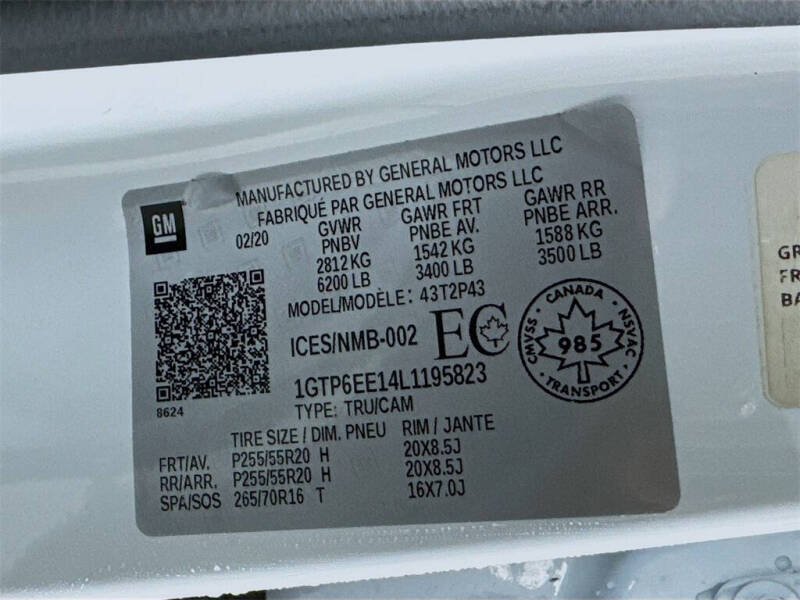 MANUFACTURED BY GENERAL MOTORS LLC
FABRIQUÉ PAR GENERAL MOTORS LLC
GM
02/20
GVWR
PNBV
2812 KG
6200 LB
GAWR FRT
PNBE AV.
1542 KG
3400 LB
GAWR RR
PNBE ARR.
1588 KG
3500 LB
MODEL/MODÈLE: 43T2P43
ICES/NMB-002
EC
CANADA
CMVSS
985
NSVAC
TRANSPORT
1GTP6EE14L1195823
8624
TYPE: TRU/CAM
TIRE SIZE / DIM. PNEU RIM / JANTE
FRT/AV. P255/55R20 H 20X8.5J
RR/ARR. P255/55R20 H 20X8.5J
SPA/SOS 265/70R16 T 16X7.0J
GR
FR
BA